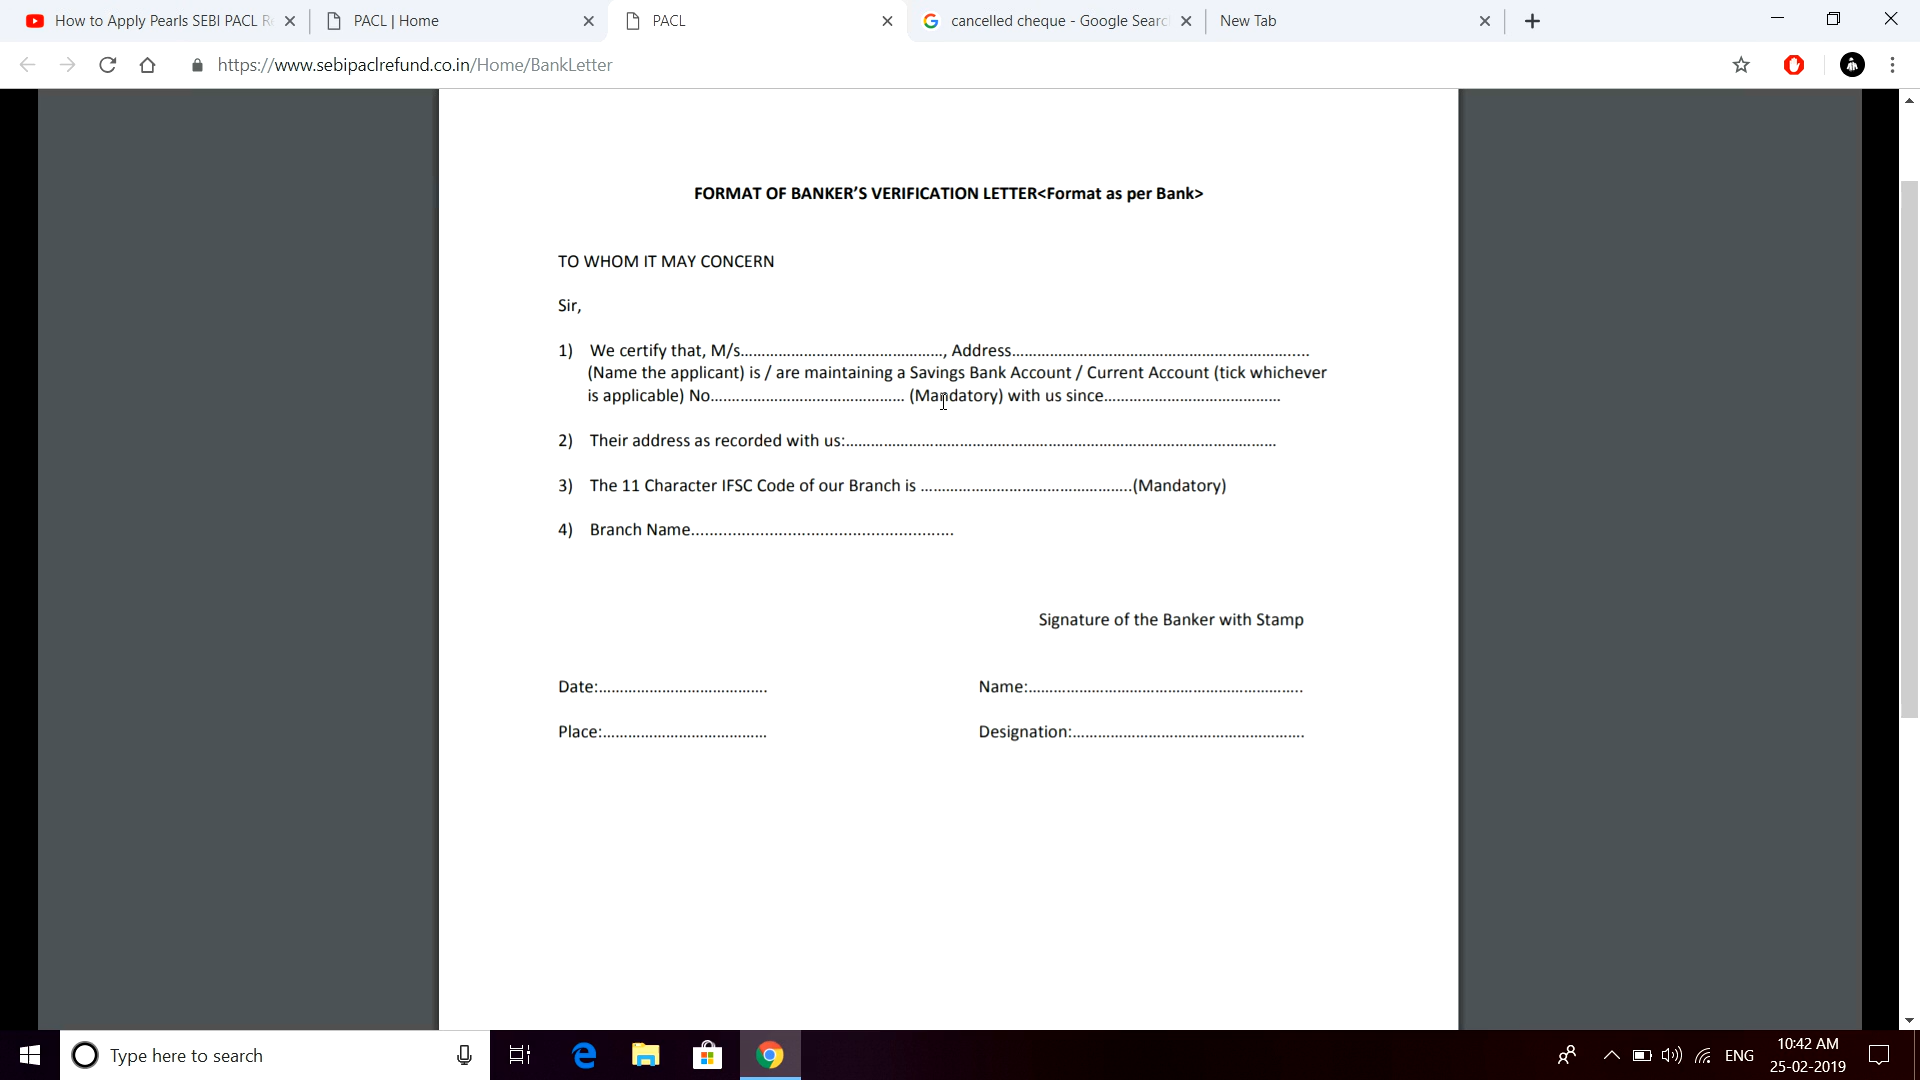 How to Apply Pearls SEBI PACL R
PACL | Home
PACL
cancelled cheque - Google Searc
New Tab
https://www.sebipaclrefund.co.in/Home/BankLetter
FORMAT OF BANKER'S VERIFICATION LETTER<Format as per Bank>
TO WHOM IT MAY CONCERN
Sir,
1) We certify that, M/s..............................................., Address......................................................................
(Name the applicant) is / are maintaining a Savings Bank Account / Current Account (tick whichever
is applicable) No.............................................. (Mandatory) with us since..........................................
2) Their address as recorded with us:......................................................................................................
3) The 11 Character IFSC Code of our Branch is ..................................................(Mandatory)
4) Branch Name.........................................................
Signature of the Banker with Stamp
Date:........................................ Name:.................................................................
Place:....................................... Designation:.......................................................
Type here to search
ENG
10:42 AM
25-02-2019